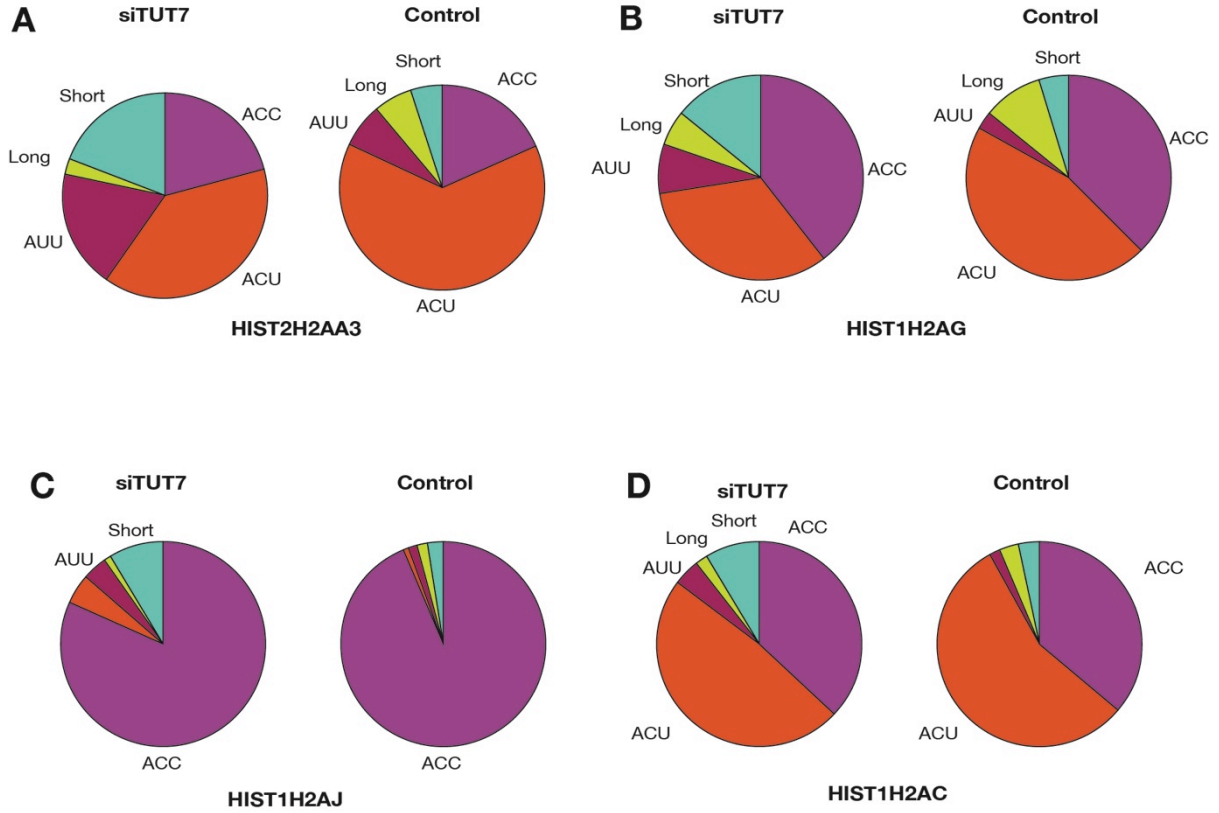 A
siTUT7
Control
Short
ACC
Long
AUU
ACU
Short
ACC
Long
AUU
ACU
HIST2H2AA3
B
siTUT7
Control
Short
Long
AUU
ACC
ACU
Short
Long
AUU
ACC
ACU
HIST1H2AG
C
siTUT7
Control
Short
AUU
ACC
ACC
HIST1H2AJ
D
siTUT7
Control
Short
ACC
Long
AUU
ACU
ACC
ACU
HIST1H2AC